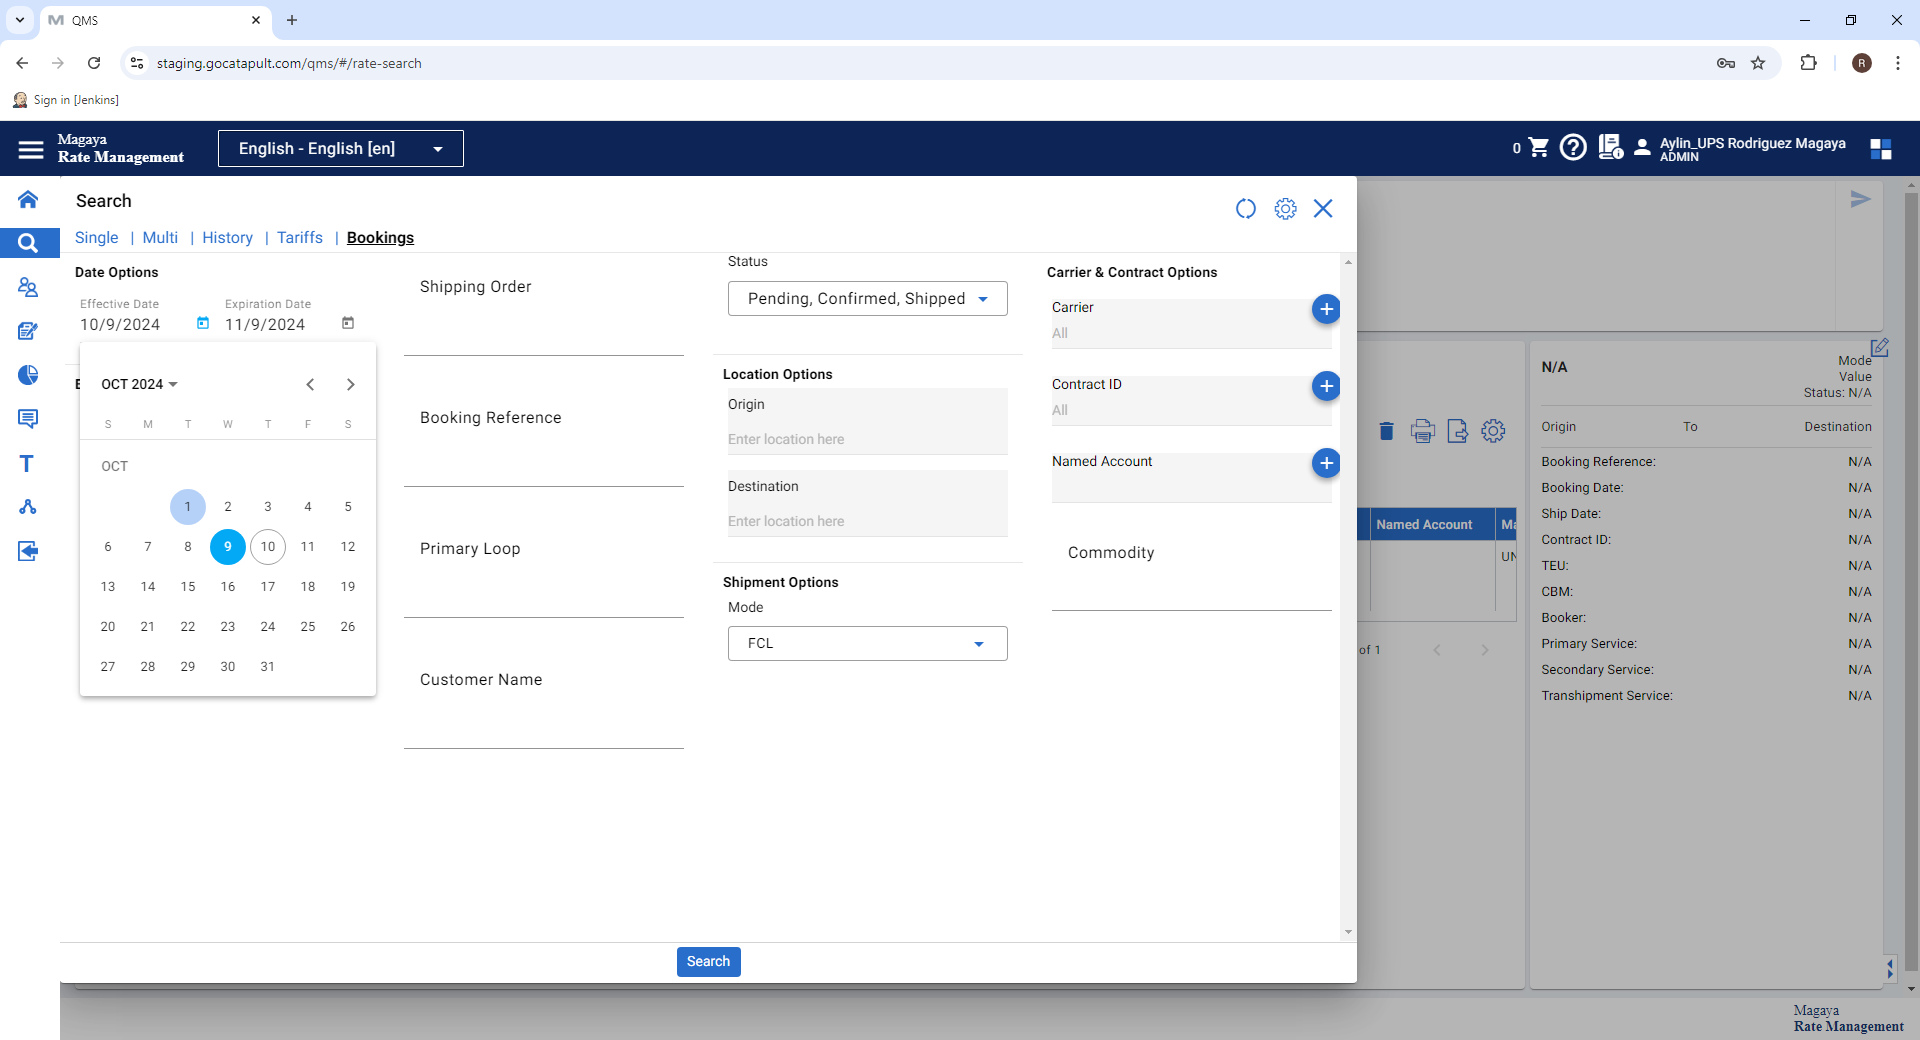 QMS
staging.gocatapult.com/qms/#/rate-search
R
Sign in [Jenkins]
Magaya
Rate Management
English - English [en]
0
Aylin_UPS Rodriguez Magaya
ADMIN
Search
Single | Multi | History | Tariffs | Bookings
Date Options
Effective Date
Expiration Date
10/9/2024
11/9/2024
OCT 2024
S M T W T F S
OCT
1 2 3 4 5
6 7 8 9 10 11 12
13 14 15 16 17 18 19
20 21 22 23 24 25 26
27 28 29 30 31
Shipping Order
Booking Reference
Primary Loop
Customer Name
Status
Pending, Confirmed, Shipped
Location Options
Origin
Enter location here
Destination
Enter location here
Shipment Options
Mode
FCL
Carrier & Contract Options
Carrier
All
Contract ID
All
Named Account
Commodity
Search
Named Account
Ma
UN
of 1
N/A
Mode
Value
Status: N/A
Origin To Destination
Booking Reference: N/A
Booking Date: N/A
Ship Date: N/A
Contract ID: N/A
TEU: N/A
CBM: N/A
Booker: N/A
Primary Service: N/A
Secondary Service: N/A
Transhipment Service: N/A
Magaya
Rate Management